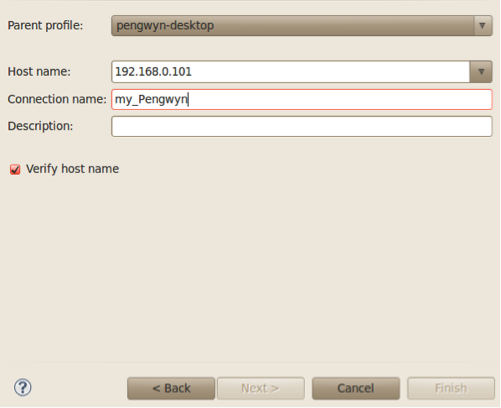 Parent profile: pengwyn-desktop
Host name: 192.168.0.101
Connection name: my_Pengwyn
Description:
Verify host name
? < Back Next > Cancel Finish